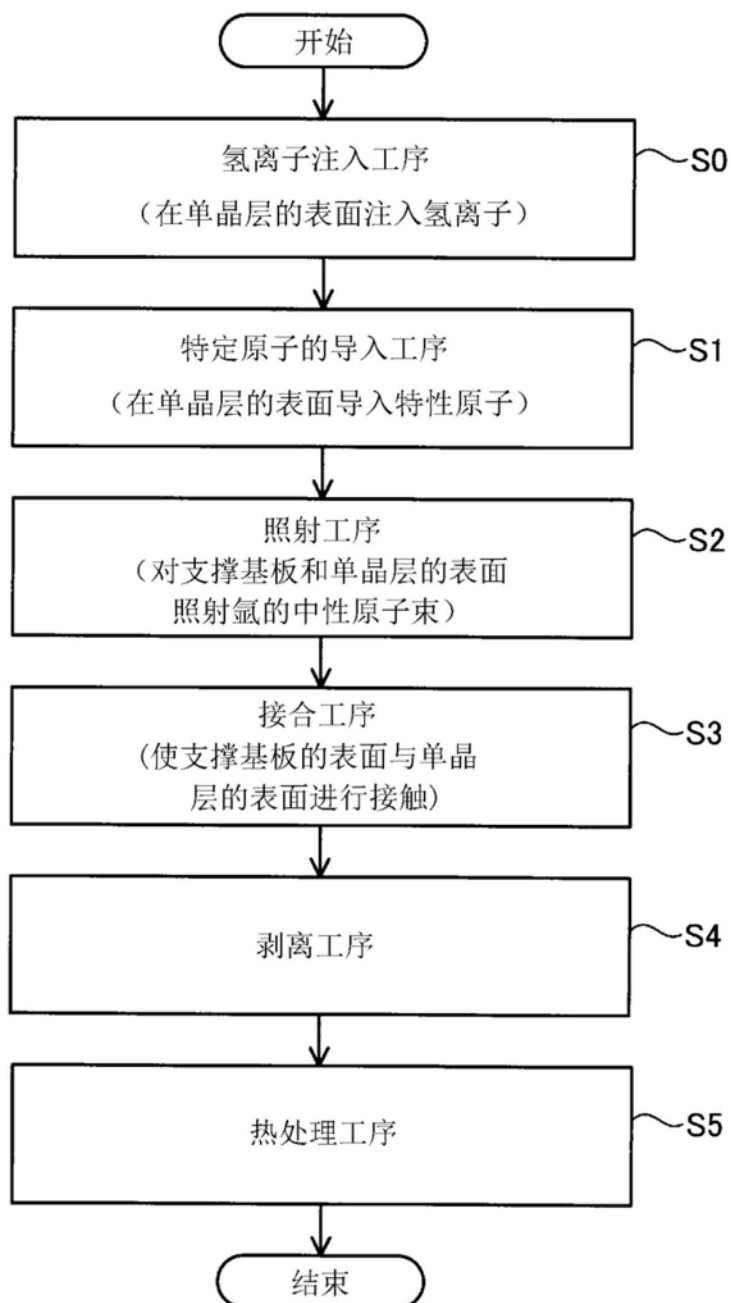 开始
氢离子注入工序
（在单晶层的表面注入氢离子）
S0
特定原子的导入工序
（在单晶层的表面导入特性原子）
S1
照射工序
（对支撑基板和单晶层的表面
照射氩的中性原子束）
S2
接合工序
(使支撑基板的表面与单晶
层的表面进行接触)
S3
剥离工序
S4
热处理工序
S5
结束